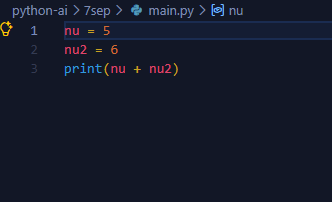 python-ai > 7sep > main.py > nu
1 nu = 5
2 nu2 = 6
3 print(nu + nu2)